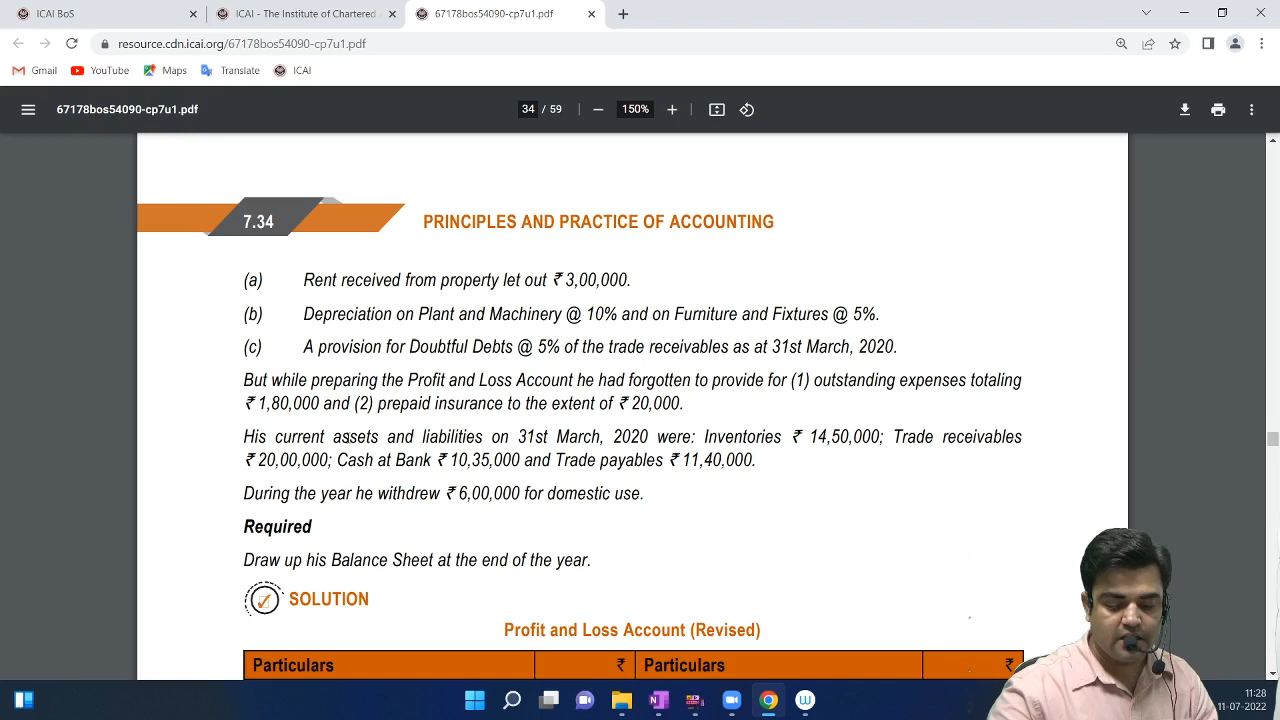 ICAI BoS
ICAI - The Institute of Chartered
67178bos54090-cp7u1.pdf
resource.cdn.icai.org/67178bos54090-cp7u1.pdf
Gmail
YouTube
Maps
Translate
ICAI
67178bos54090-cp7u1.pdf
34 / 59
150%
7.34
PRINCIPLES AND PRACTICE OF ACCOUNTING
(a) Rent received from property let out ₹ 3,00,000.
(b) Depreciation on Plant and Machinery @ 10% and on Furniture and Fixtures @ 5%.
(c) A provision for Doubtful Debts @ 5% of the trade receivables as at 31st March, 2020.
But while preparing the Profit and Loss Account he had forgotten to provide for (1) outstanding expenses totaling
₹ 1,80,000 and (2) prepaid insurance to the extent of ₹ 20,000.
His current assets and liabilities on 31st March, 2020 were: Inventories ₹ 14,50,000; Trade receivables
₹ 20,00,000; Cash at Bank ₹ 10,35,000 and Trade payables ₹ 11,40,000.
During the year he withdrew ₹ 6,00,000 for domestic use.
Required
Draw up his Balance Sheet at the end of the year.
SOLUTION
Profit and Loss Account (Revised)
Particulars ₹ Particulars ₹
11:28
11-07-2022